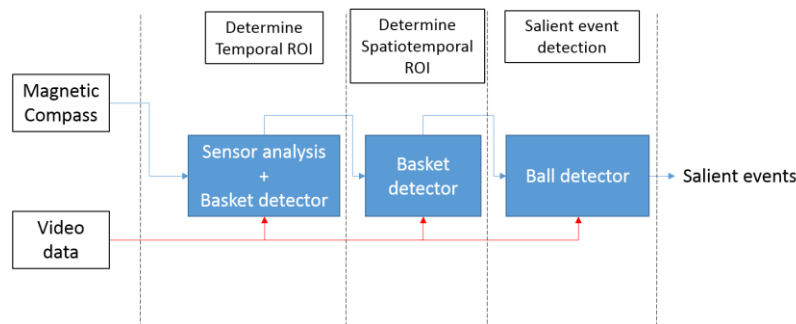 Determine
Temporal ROI
Determine
Spatiotemporal
ROI
Salient event
detection
Magnetic
Compass
Sensor analysis
+
Basket detector
Basket
detector
Ball detector
Salient events
Video
data